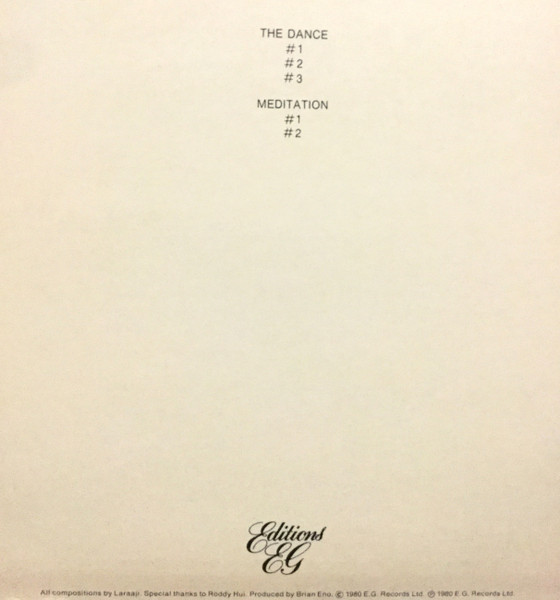 THE DANCE
#1
#2
#3
MEDITATION
#1
#2
Editions
EG
All compositions by Laraaji. Special thanks to Roddy Hui. Produced by Brian Eno. © 1980 E.G. Records Ltd. ℗ 1980 E.G. Records Ltd.